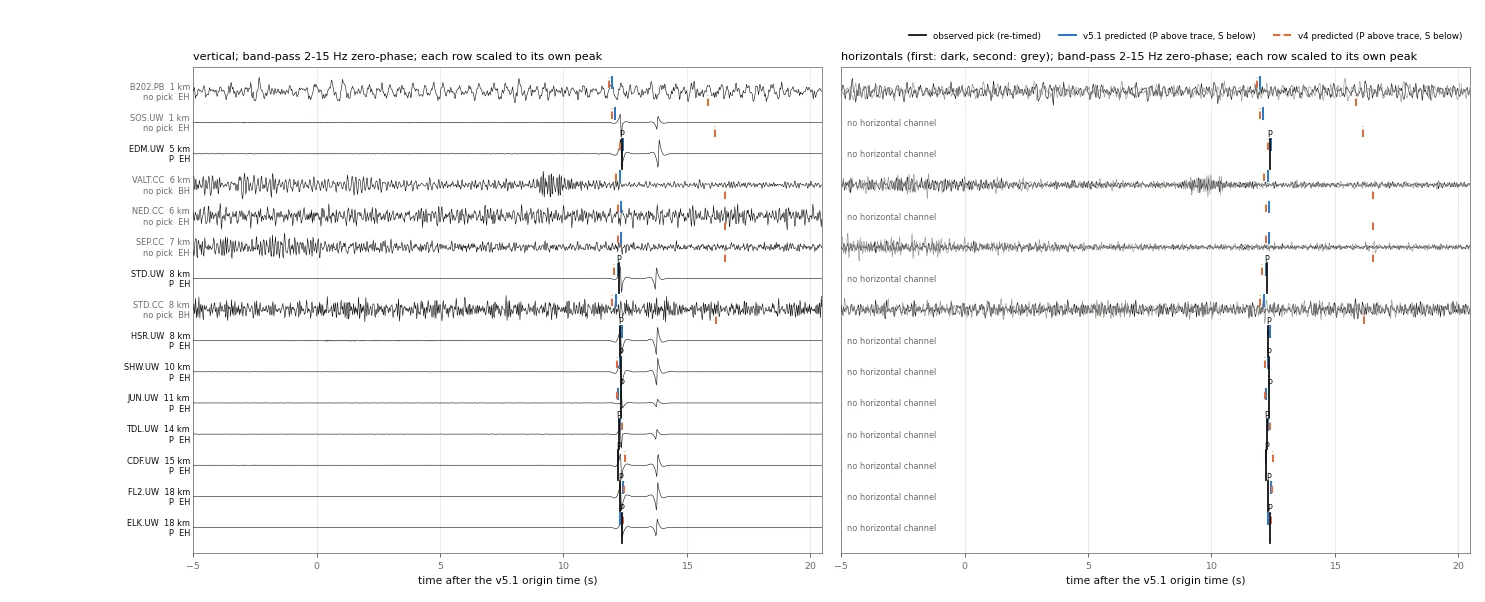 observed pick (re-timed)
v5.1 predicted (P above trace, S below)
v4 predicted (P above trace, S below)
vertical; band-pass 2-15 Hz zero-phase; each row scaled to its own peak
horizontals (first: dark, second: grey); band-pass 2-15 Hz zero-phase; each row scaled to its own peak
B202.PB 1 km
no pick EH
SOS.UW 1 km
no pick EH
no horizontal channel
P
P
EDM.UW 5 km
P EH
no horizontal channel
VALT.CC 6 km
no pick BH
NED.CC 6 km
no pick EH
no horizontal channel
SEP.CC 7 km
no pick EH
P
P
STD.UW 8 km
P EH
no horizontal channel
STD.CC 8 km
no pick BH
P
P
HSR.UW 8 km
P EH
no horizontal channel
P
P
SHW.UW 10 km
P EH
no horizontal channel
P
P
JUN.UW 11 km
P EH
no horizontal channel
P
P
TDL.UW 14 km
P EH
no horizontal channel
P
P
CDF.UW 15 km
P EH
no horizontal channel
P
P
FL2.UW 18 km
P EH
no horizontal channel
P
P
ELK.UW 18 km
P EH
no horizontal channel
−5 0 5 10 15 20
−5 0 5 10 15 20
time after the v5.1 origin time (s)
time after the v5.1 origin time (s)